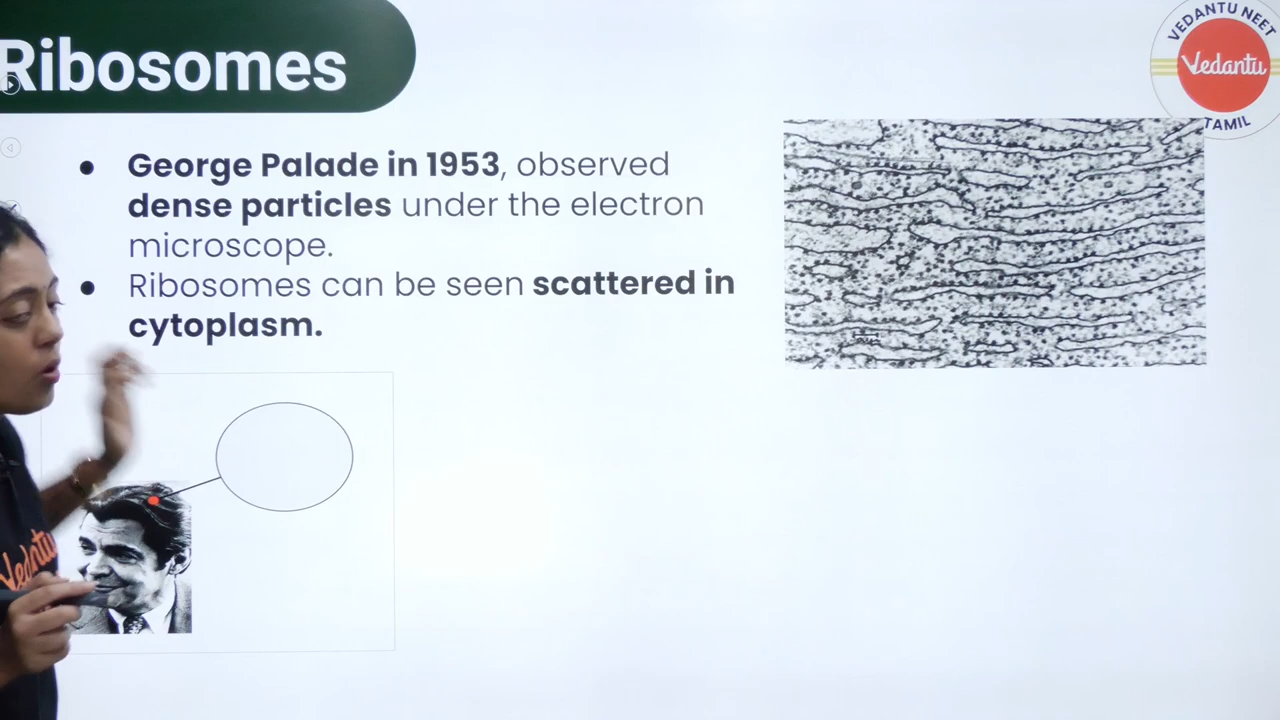 Ribosomes
VEDANTU NEET
Vedantu
TAMIL
George Palade in 1953, observed
dense particles under the electron
microscope.
Ribosomes can be seen scattered in
cytoplasm.
Vedantu